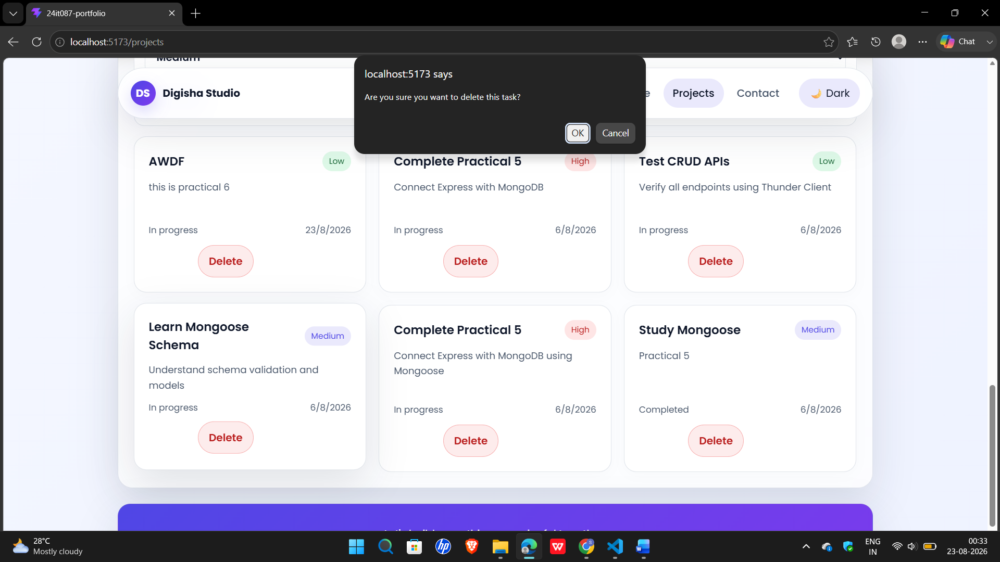 24it087-portfolio
localhost:5173/projects
Chat
Medium
localhost:5173 says
Are you sure you want to delete this task?
OK
Cancel
DS
Digisha Studio
Projects
Contact
🌙 Dark
AWDF
Low
this is practical 6
In progress
23/8/2026
Delete
Complete Practical 5
High
Connect Express with MongoDB
In progress
6/8/2026
Delete
Test CRUD APIs
Low
Verify all endpoints using Thunder Client
In progress
6/8/2026
Delete
Learn Mongoose
Schema
Medium
Understand schema validation and
models
In progress
6/8/2026
Delete
Complete Practical 5
High
Connect Express with MongoDB using
Mongoose
In progress
6/8/2026
Delete
Study Mongoose
Medium
Practical 5
Completed
6/8/2026
Delete
28°C
Mostly cloudy
ENG
IN
00:33
23-08-2026